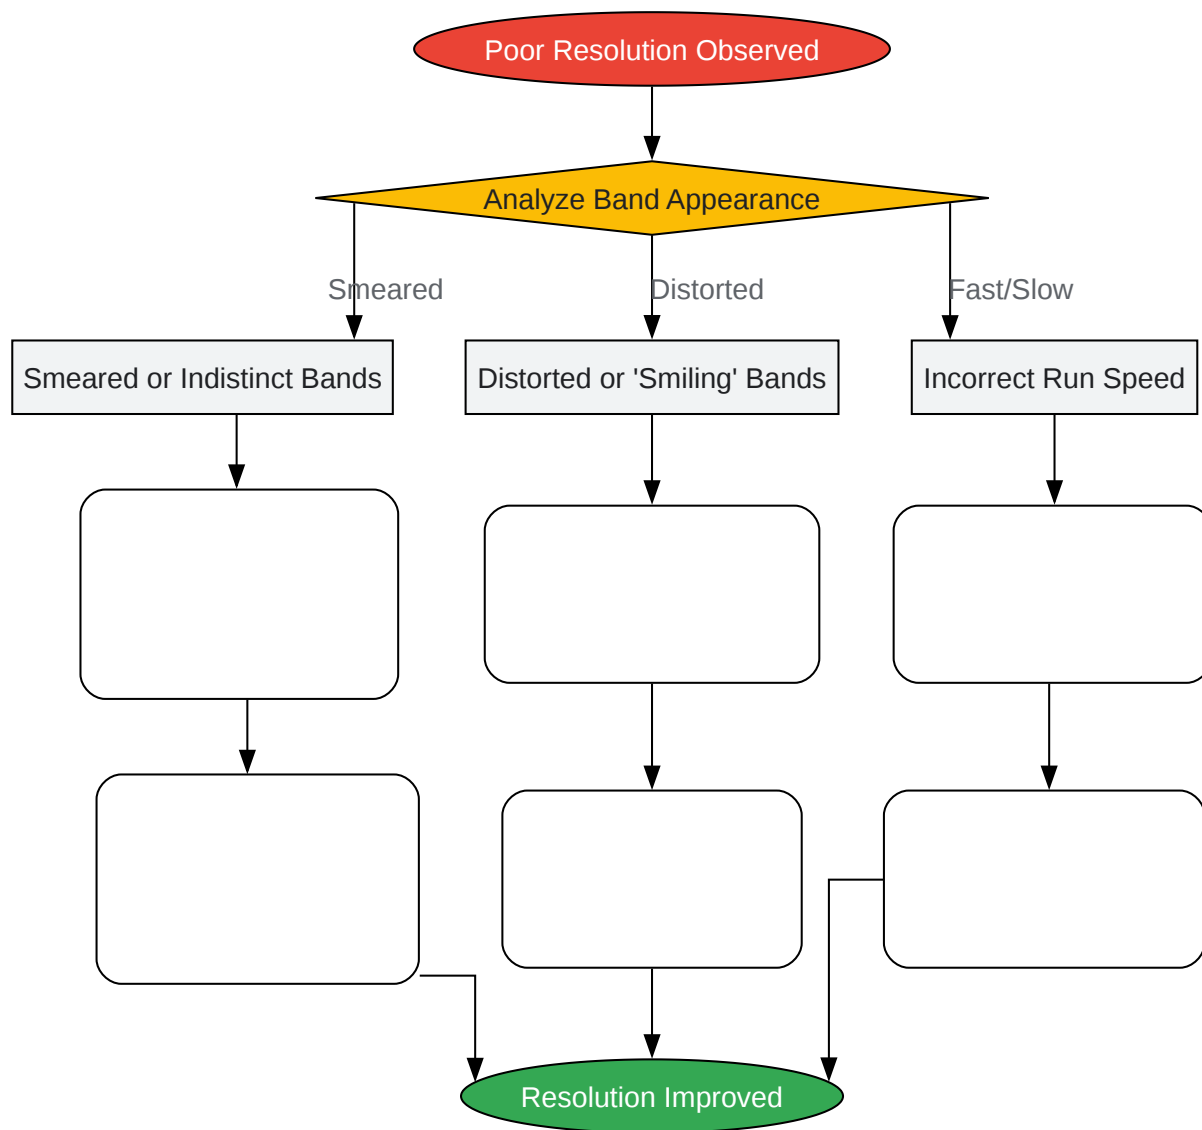 Poor Resolution Observed
Analyze Band Appearance
Smeared
Distorted
Fast/Slow
Smeared or Indistinct Bands
Distorted or 'Smiling' Bands
Incorrect Run Speed
Resolution Improved